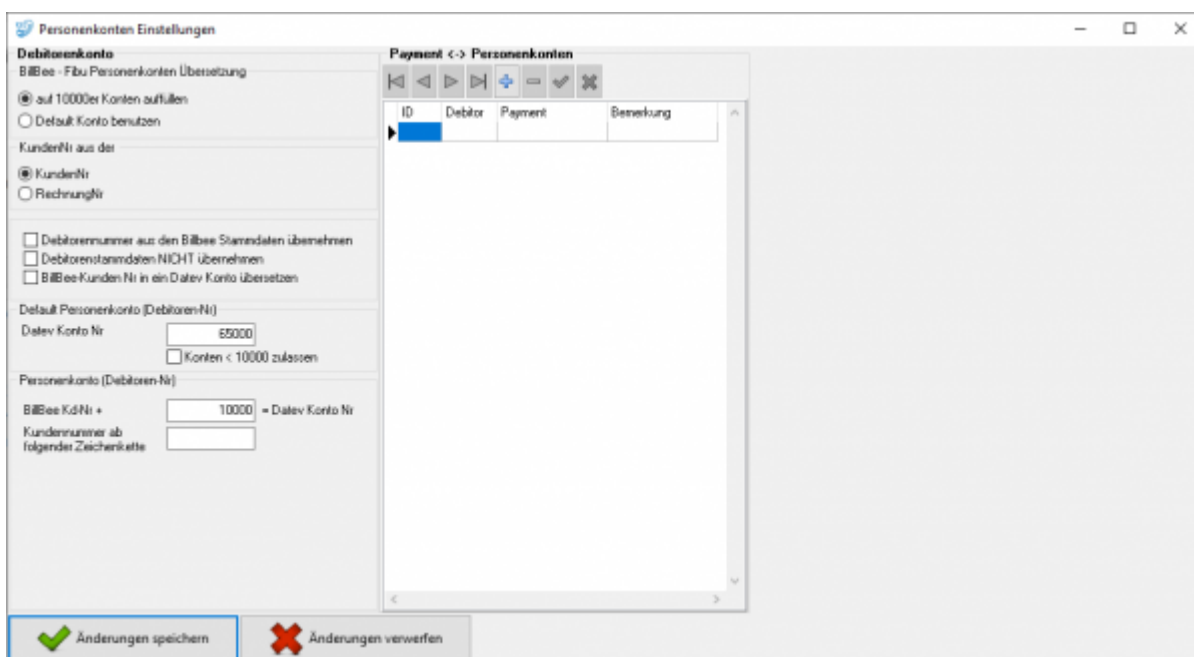 Personenkonten Einstellungen
Debitorenkonto
BillBee - Fibu Personenkonten Übersetzung
auf 10000er Konten auffüllen
Default Konto benutzen
KundenNr aus der
KundenNr
RechnungNr
Debitorennummer aus den Billbee Stammdaten übernehmen
Debitorenstammdaten NICHT übernehmen
BillBee-Kunden Nr in ein Datev Konto übersetzen
Default Personenkonto (Debitoren-Nr)
Datev Konto Nr 65000
Konten < 10000 zulassen
Personenkonto (Debitoren-Nr)
BillBee Kd-Nr + 10000 = Datev Konto Nr
Kundennummer ab
folgender Zeichenkette
Payment <-> Personenkonten
ID Debitor Payment Bemerkung
Änderungen speichern
Änderungen verwerfen